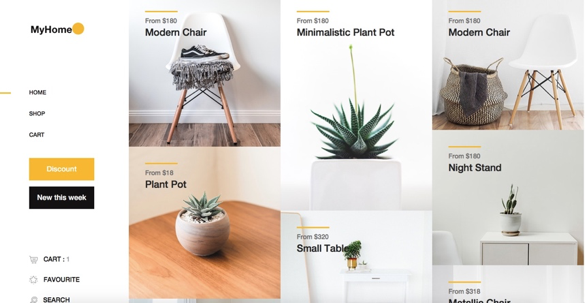 MyHome
HOME
SHOP
CART
Discount
New this week
CART : 1
FAVOURITE
SEARCH
From $180
Modern Chair
From $180
Minimalistic Plant Pot
From $180
Modern Chair
From $18
Plant Pot
From $180
Night Stand
From $320
Small Table
From $318
Metallic Chair